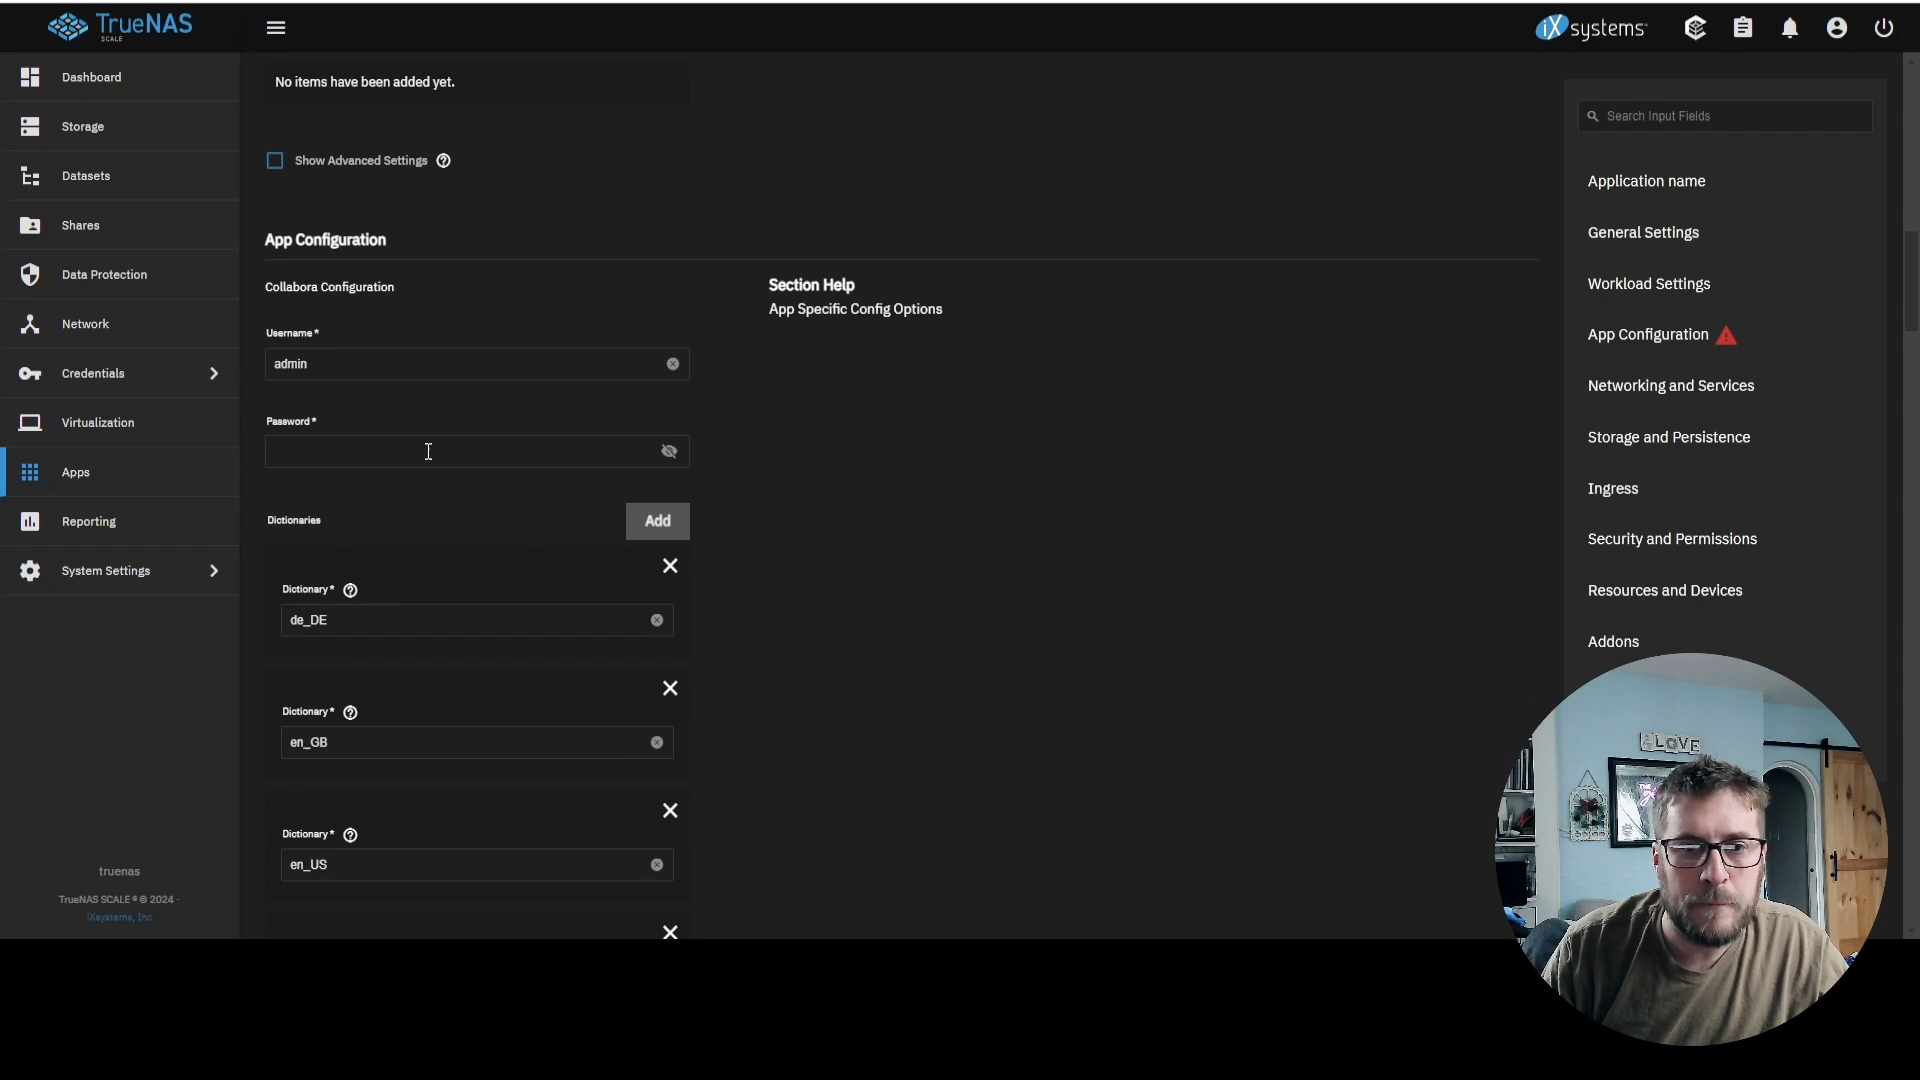 TrueNAS
SCALE
iXsystems
Dashboard
Storage
Datasets
Shares
Data Protection
Network
Credentials
Virtualization
Apps
Reporting
System Settings
truenas
TrueNAS SCALE ® © 2024 -
iXsystems, Inc
No items have been added yet.
Show Advanced Settings
App Configuration
Collabora Configuration
Username *
admin
Password *
Dictionaries
Add
Dictionary *
de_DE
Dictionary *
en_GB
Dictionary *
en_US
Section Help
App Specific Config Options
Search Input Fields
Application name
General Settings
Workload Settings
App Configuration
Networking and Services
Storage and Persistence
Ingress
Security and Permissions
Resources and Devices
Addons
LOVE